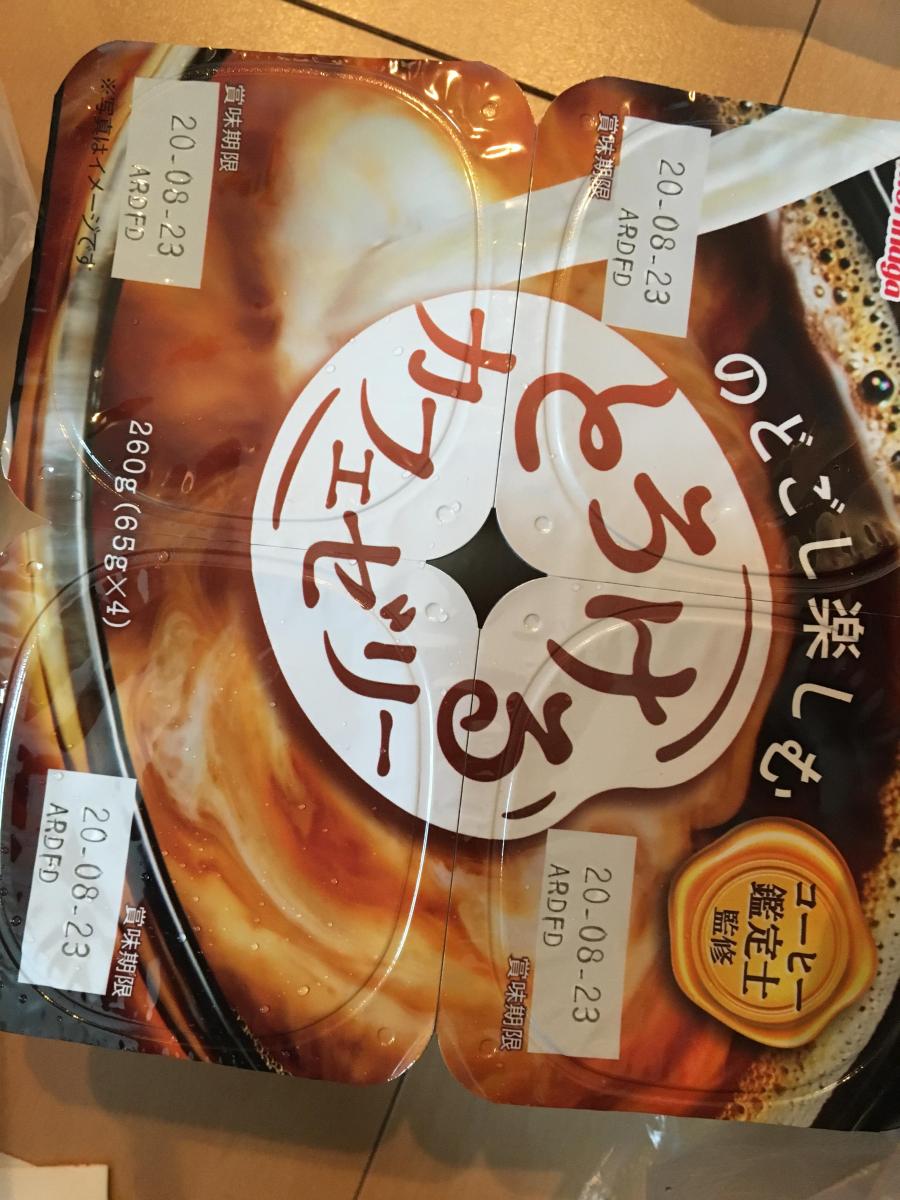 のどごし楽しむ
とろける
カフェゼリー
コーヒー
鑑定士
監修
賞味期限
20-08-23
ARDFD
賞味期限
20-08-23
ARDFD
賞味期限
20-08-23
ARDFD
賞味期限
20-08-23
ARDFD
260g(65g×4)
※写真はイメージです